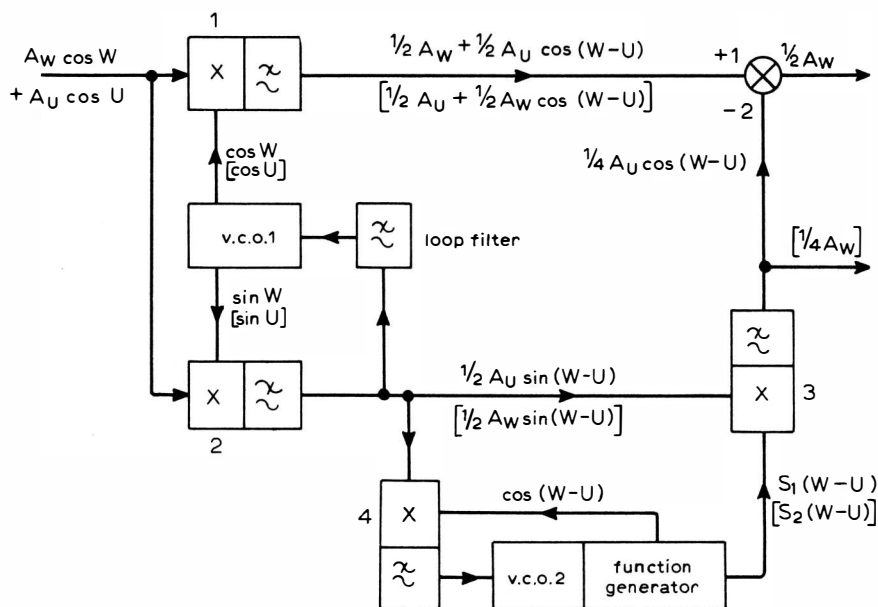 1
A_W cos W
+ A_U cos U
X
½ A_W + ½ A_U cos (W-U)
[½ A_U + ½ A_W cos (W-U)]
+1
½ A_W
-2
cos W
[cos U]
¼ A_U cos (W-U)
v.c.o.1
loop filter
[¼ A_W]
sin W
[sin U]
X
2
½ A_U sin (W-U)
[½ A_W sin (W-U)]
X
3
4
X
cos (W-U)
S₁ (W-U)
[S₂ (W-U)]
v.c.o.2
function
generator